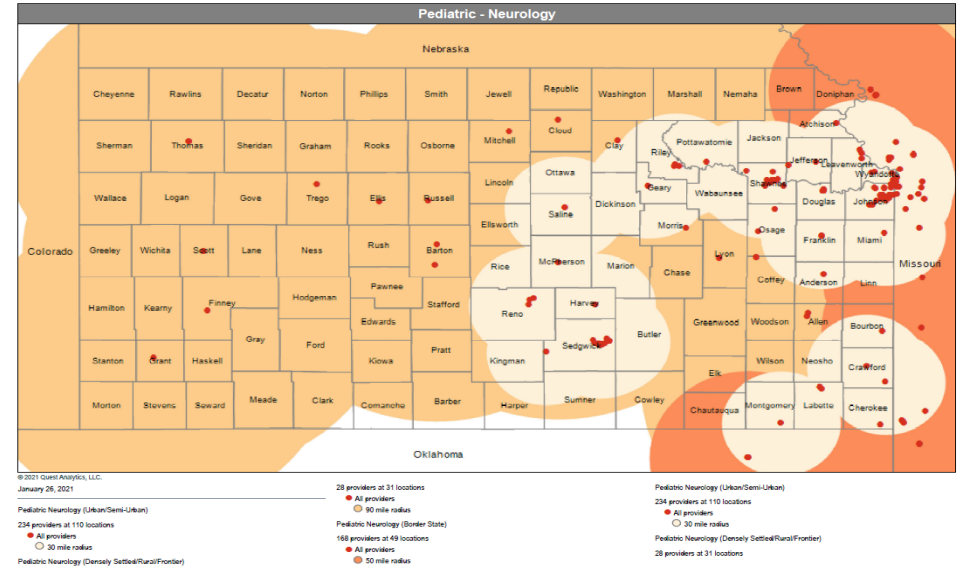 Pediatric - Neurology
Nebraska
Cheyenne Rawlins Decatur Norton Phillips Smith Jewell Republic Washington Marshall Nemaha Brown Doniphan
Atchison
Sherman Thomas Sheridan Graham Rooks Osborne Mitchell Cloud Clay Riley Pottawatomie Jackson
Jefferson Leavenworth
Wyandotte
Wallace Logan Gove Trego Ellis Russell Lincoln Ottawa Dickinson Geary Wabaunsee Shawnee Douglas Johnson
Saline
Ellsworth Morris Osage
Colorado Greeley Wichita Scott Lane Ness Rush Barton Rice McPherson Marion Chase Lyon Franklin Miami
Missouri
Coffey Anderson Linn
Hamilton Kearny Finney Hodgeman Pawnee Stafford Reno Harvey
Edwards Butler Greenwood Woodson Allen Bourbon
Gray Ford Sedgwick
Stanton Grant Haskell Kiowa Pratt Kingman Elk Wilson Neosho Crawford
Morton Stevens Seward Meade Clark Comanche Barber Harper Sumner Cowley Chautauqua Montgomery Labette Cherokee
Oklahoma
© 2021 Quest Analytics, LLC.
January 26, 2021
Pediatric Neurology (Urban/Semi-Urban)
234 providers at 110 locations
All providers
30 mile radius
Pediatric Neurology (Densely Settled/Rural/Frontier)
28 providers at 31 locations
All providers
90 mile radius
Pediatric Neurology (Border State)
168 providers at 49 locations
All providers
50 mile radius
Pediatric Neurology (Urban/Semi-Urban)
234 providers at 110 locations
All providers
30 mile radius
Pediatric Neurology (Densely Settled/Rural/Frontier)
28 providers at 31 locations